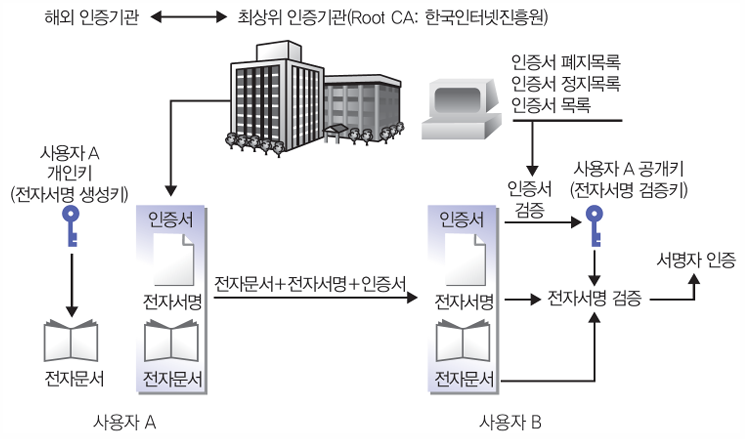 해외 인증기관
최상위 인증기관(Root CA: 한국인터넷진흥원)
인증서 폐지목록
인증서 정지목록
인증서 목록
사용자 A
개인키
(전자서명 생성키)
인증서
검증
사용자 A 공개키
(전자서명 검증키)
인증서
전자서명
전자문서
전자문서+전자서명+인증서
인증서
전자서명
전자문서
전자서명 검증
서명자 인증
전자문서
사용자 A
사용자 B